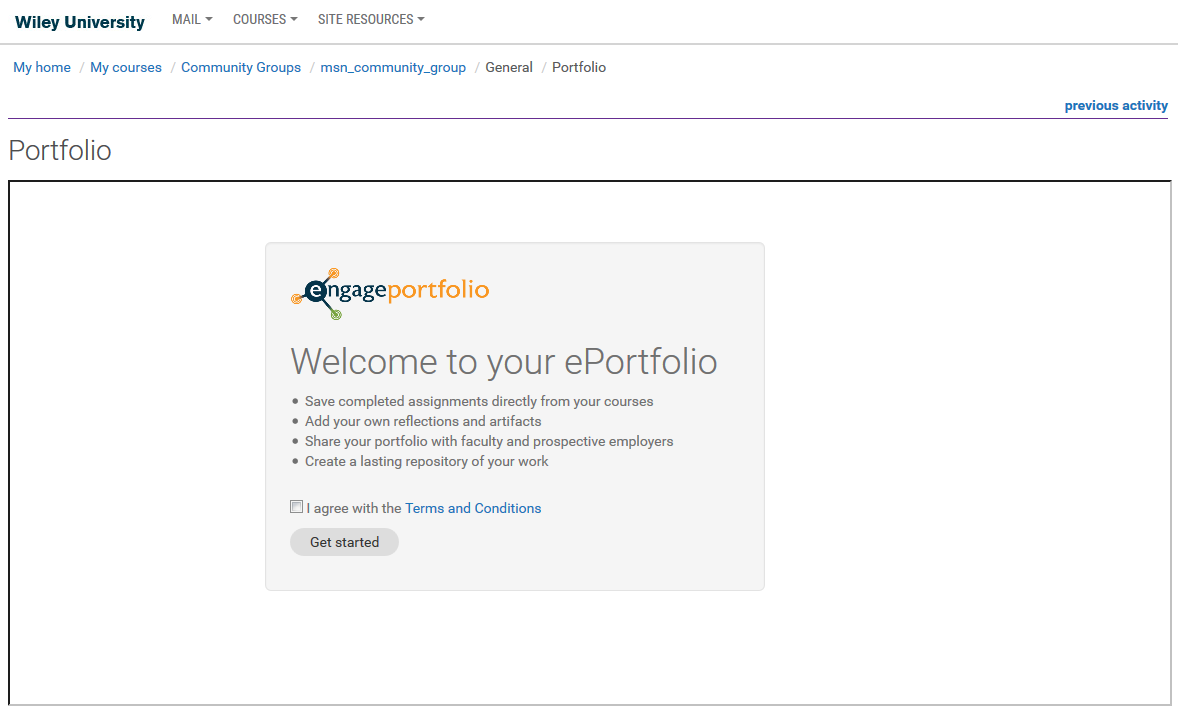 Wiley University MAIL COURSES SITE RESOURCES
My home / My courses / Community Groups / msn_community_group / General / Portfolio
previous activity
Portfolio
engageportfolio
Welcome to your ePortfolio
• Save completed assignments directly from your courses
• Add your own reflections and artifacts
• Share your portfolio with faculty and prospective employers
• Create a lasting repository of your work
I agree with the Terms and Conditions
Get started